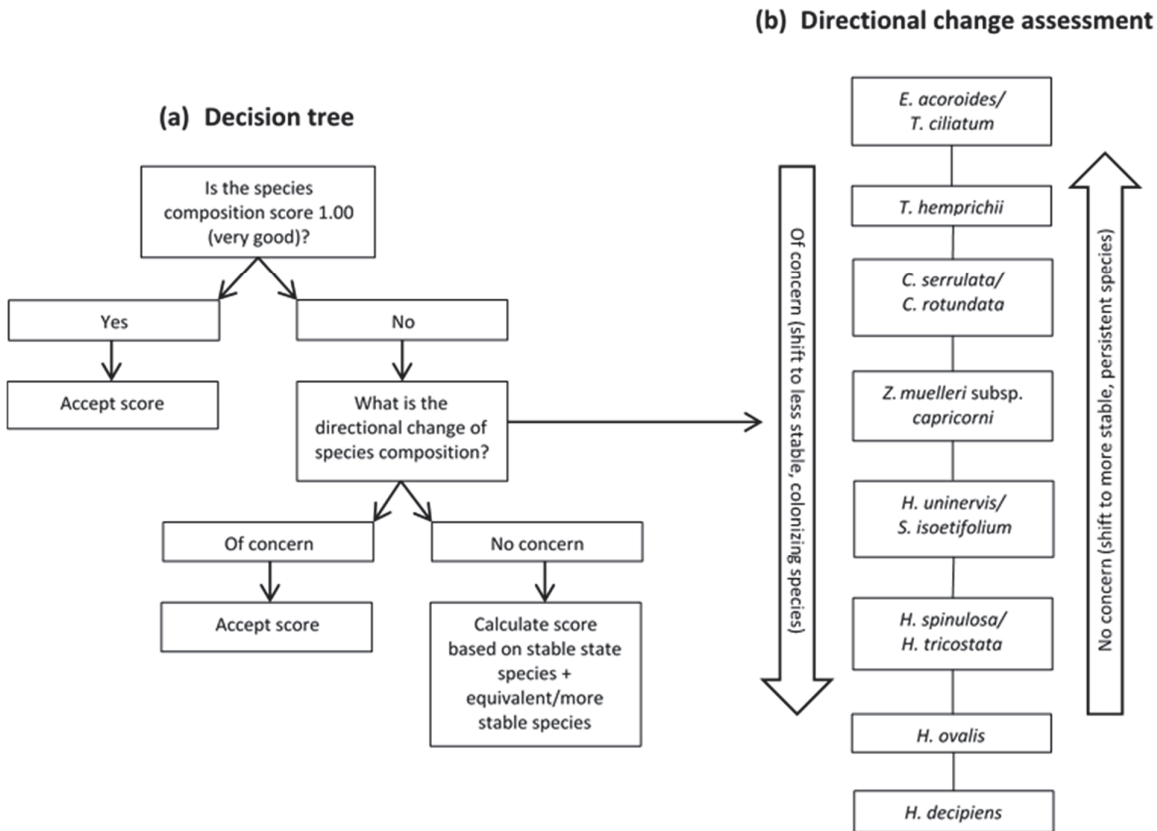 (a) Decision tree
Is the species
composition score 1.00
(very good)?
Yes
No
Accept score
What is the
directional change of
species composition?
Of concern
No concern
Accept score
Calculate score
based on stable state
species +
equivalent/more
stable species
(b) Directional change assessment
Of concern (shift to less stable, colonizing species)
E. acoroides/
T. ciliatum
T. hemprichii
C. serrulata/
C. rotundata
Z. muelleri subsp.
capricorni
H. uninervis/
S. isoetifolium
H. spinulosa/
H. tricostata
H. ovalis
H. decipiens
No concern (shift to more stable, persistent species)